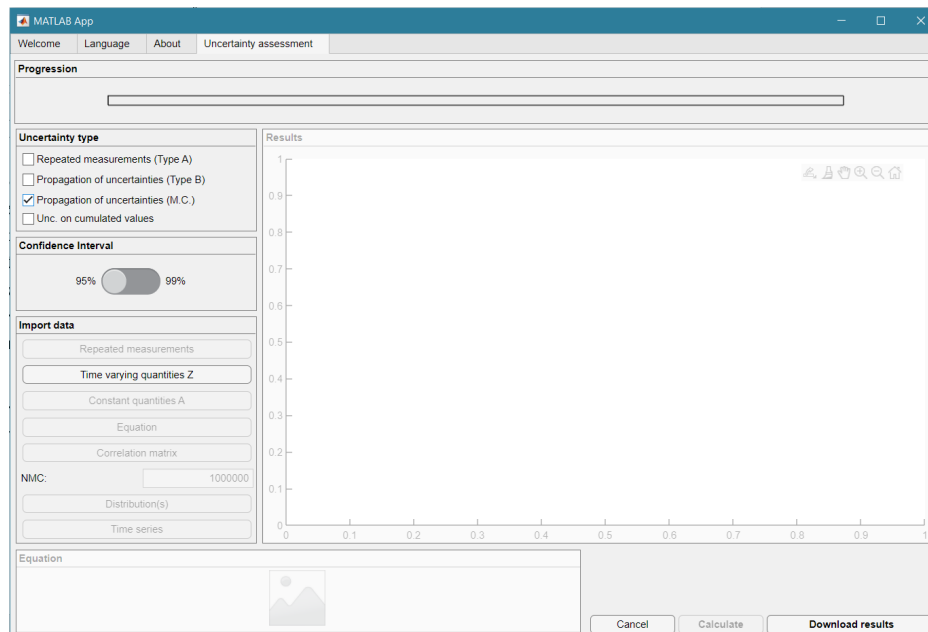 MATLAB App
Welcome Language About Uncertainty assessment
Progression
Uncertainty type
Repeated measurements (Type A)
Propagation of uncertainties (Type B)
Propagation of uncertainties (M.C.)
Unc. on cumulated values
Confidence Interval
95% 99%
Import data
Repeated measurements
Time varying quantities Z
Constant quantities A
Equation
Correlation matrix
NMC: 1000000
Distribution(s)
Time series
Results
1
0.9
0.8
0.7
0.6
0.5
0.4
0.3
0.2
0.1
0
0 0.1 0.2 0.3 0.4 0.5 0.6 0.7 0.8 0.9 1
Equation
Cancel Calculate Download results